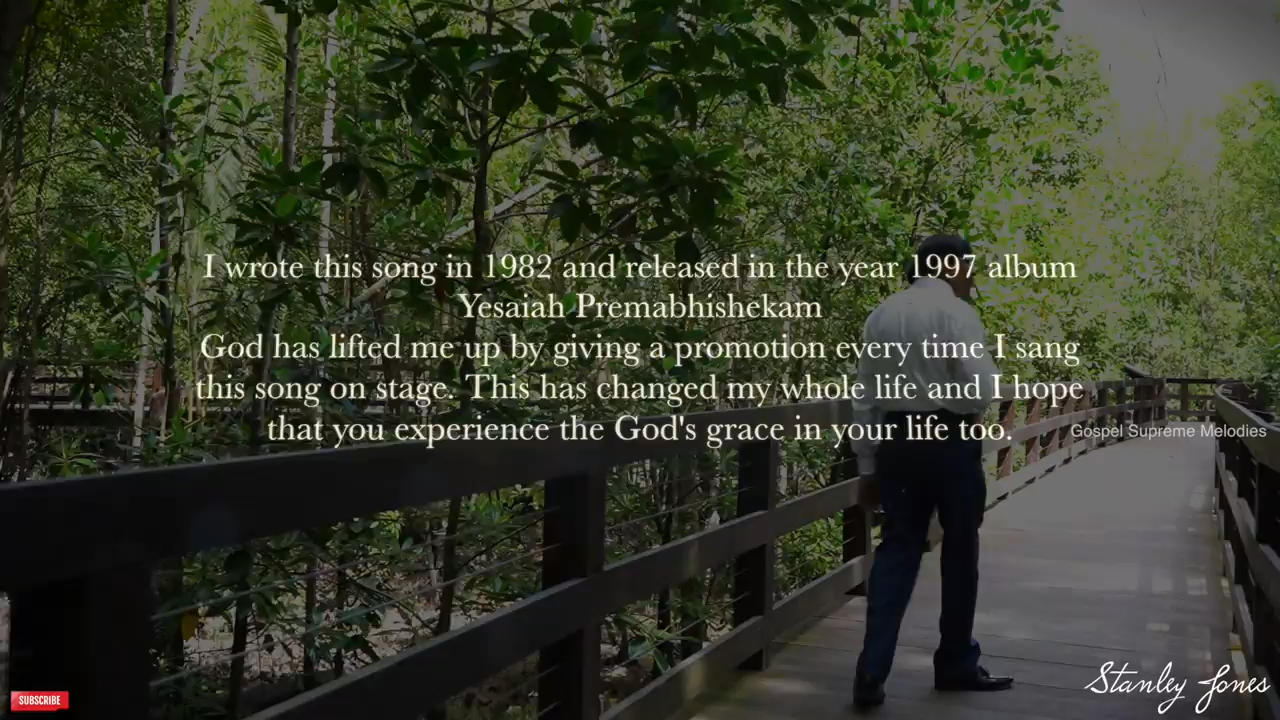 I wrote this song in 1982 and released in the year 1997 album
Yesaiah Premabhishekam
God has lifted me up by giving a promotion every time I sang
this song on stage. This has changed my whole life and I hope
that you experience the God's grace in your life too.
Gospel Supreme Melodies
SUBSCRIBE
Stanley Jones